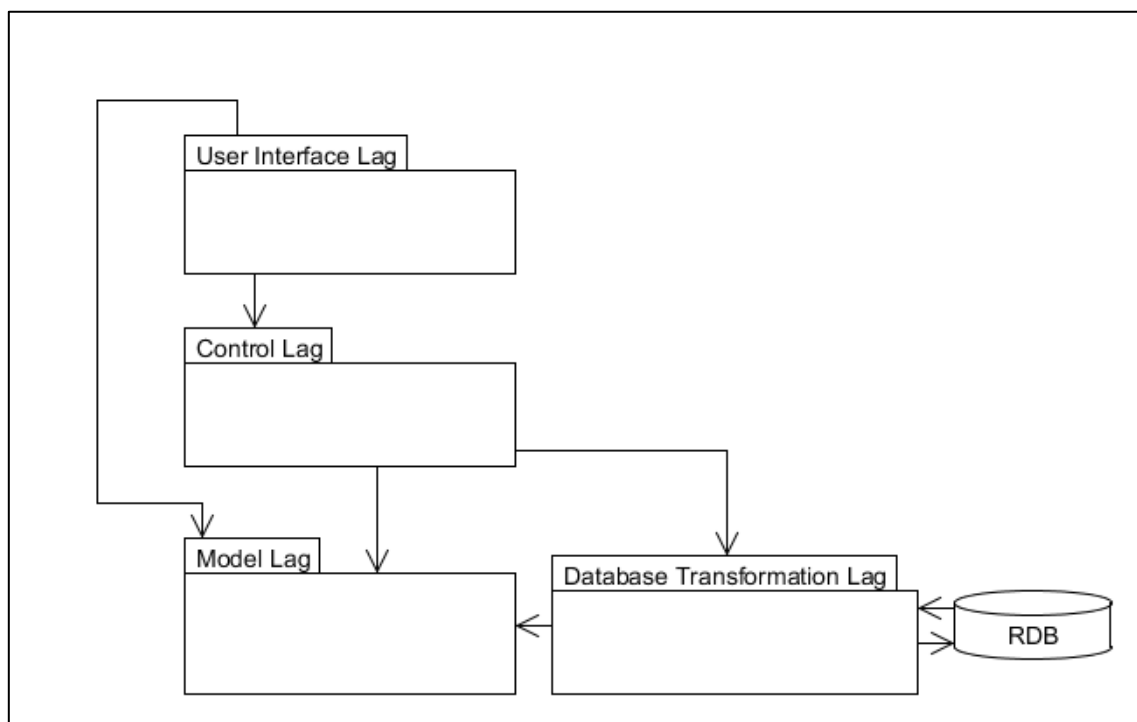 User Interface Lag
Control Lag
Model Lag
Database Transformation Lag
RDB